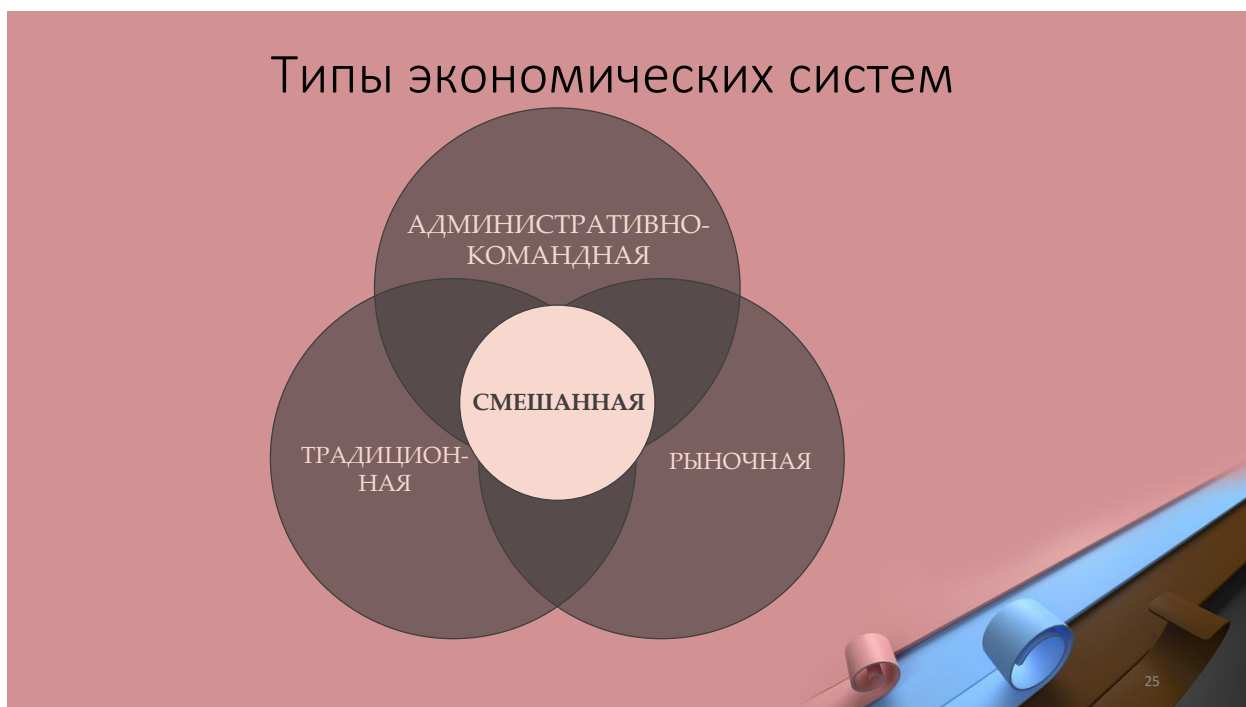 Типы экономических систем
АДМИНИСТРАТИВНО-
КОМАНДНАЯ
СМЕШАННАЯ
ТРАДИЦИОН-
НАЯ
РЫНОЧНАЯ
25